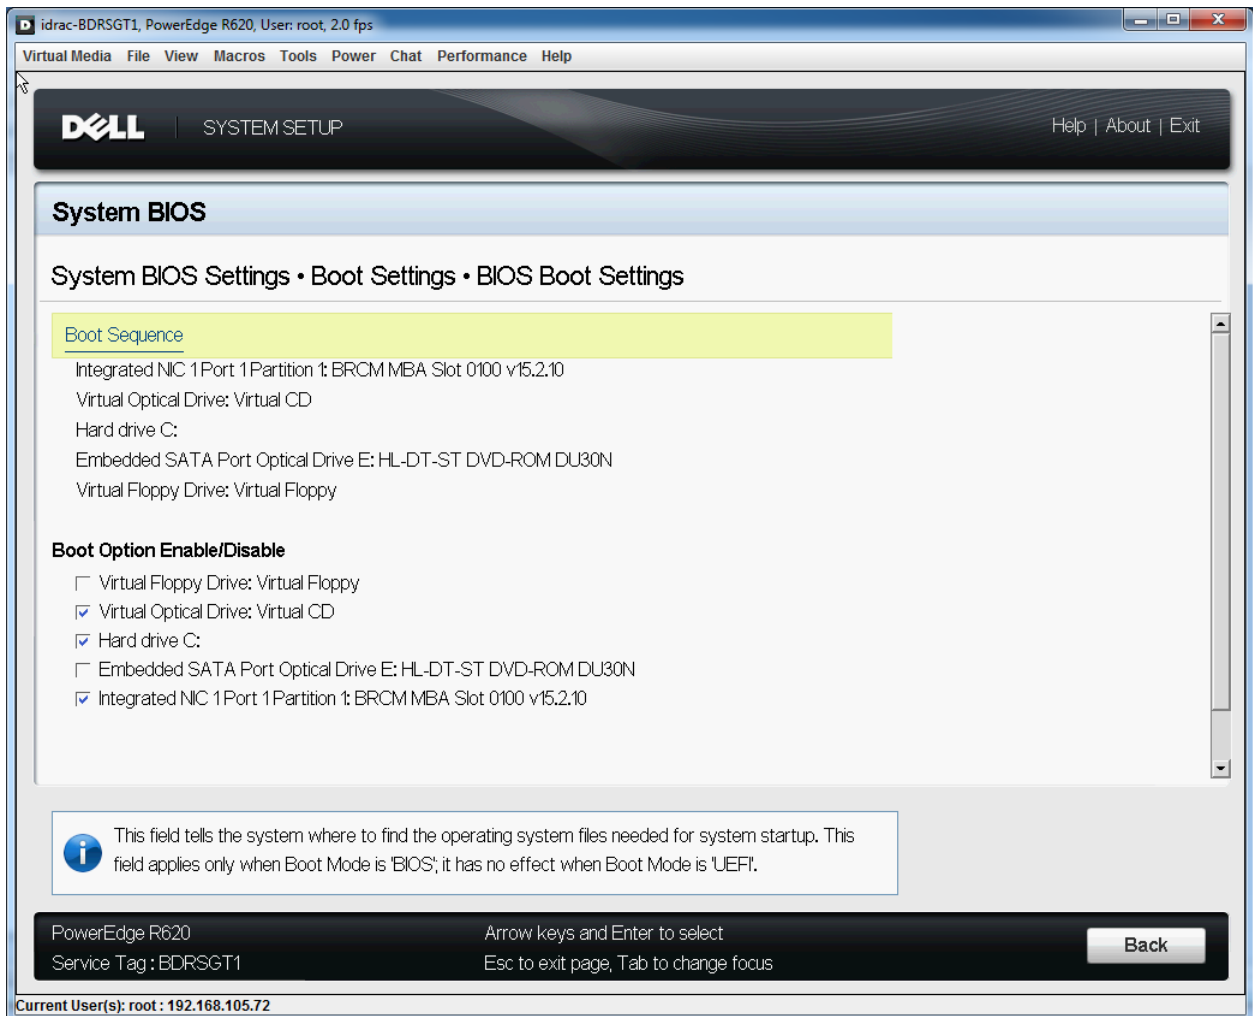 idrac-BDRSGT1, PowerEdge R620, User: root, 2.0 fps
Virtual Media File View Macros Tools Power Chat Performance Help
DELL SYSTEM SETUP Help | About | Exit
System BIOS
System BIOS Settings • Boot Settings • BIOS Boot Settings
Boot Sequence
Integrated NIC 1 Port 1 Partition 1: BRCM MBA Slot 0100 v15.2.10
Virtual Optical Drive: Virtual CD
Hard drive C:
Embedded SATA Port Optical Drive E: HL-DT-ST DVD-ROM DU30N
Virtual Floppy Drive: Virtual Floppy
Boot Option Enable/Disable
Virtual Floppy Drive: Virtual Floppy
Virtual Optical Drive: Virtual CD
Hard drive C:
Embedded SATA Port Optical Drive E: HL-DT-ST DVD-ROM DU30N
Integrated NIC 1 Port 1 Partition 1: BRCM MBA Slot 0100 v15.2.10
This field tells the system where to find the operating system files needed for system startup. This
field applies only when Boot Mode is 'BIOS'; it has no effect when Boot Mode is 'UEFI'.
PowerEdge R620 Arrow keys and Enter to select
Service Tag : BDRSGT1 Esc to exit page, Tab to change focus
Back
Current User(s): root : 192.168.105.72